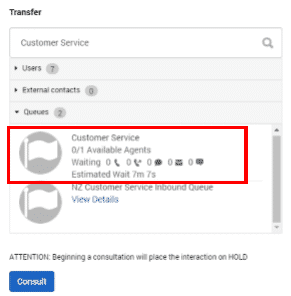 Transfer
Customer Service
Users 7
External contacts 0
Queues 2
Customer Service
0/1 Available Agents
Waiting 0 0 0 0 0
Estimated Wait 7m 7s
NZ Customer Service Inbound Queue
View Details
ATTENTION: Beginning a consultation will place the interaction on HOLD
Consult